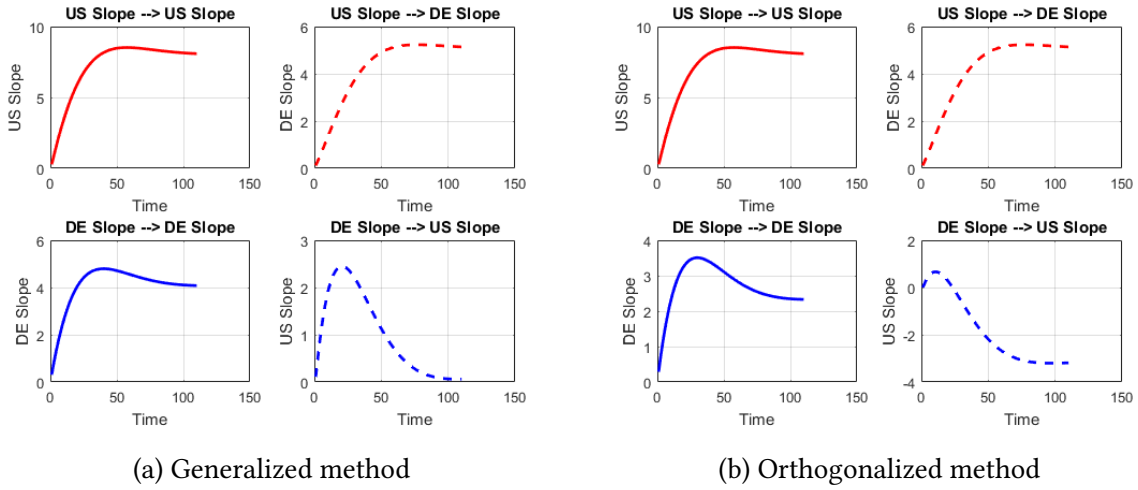 US Slope --> US Slope
10
5
0
US Slope
0 50 100 150
Time
US Slope --> DE Slope
6
4
2
0
DE Slope
0 50 100 150
Time
DE Slope --> DE Slope
6
4
2
0
DE Slope
0 50 100 150
Time
DE Slope --> US Slope
3
2
1
0
US Slope
0 50 100 150
Time
(a) Generalized method
US Slope --> US Slope
10
5
0
US Slope
0 50 100 150
Time
US Slope --> DE Slope
6
4
2
0
DE Slope
0 50 100 150
Time
DE Slope --> DE Slope
4
3
2
1
0
DE Slope
0 50 100 150
Time
DE Slope --> US Slope
2
0
-2
-4
US Slope
0 50 100 150
Time
(b) Orthogonalized method